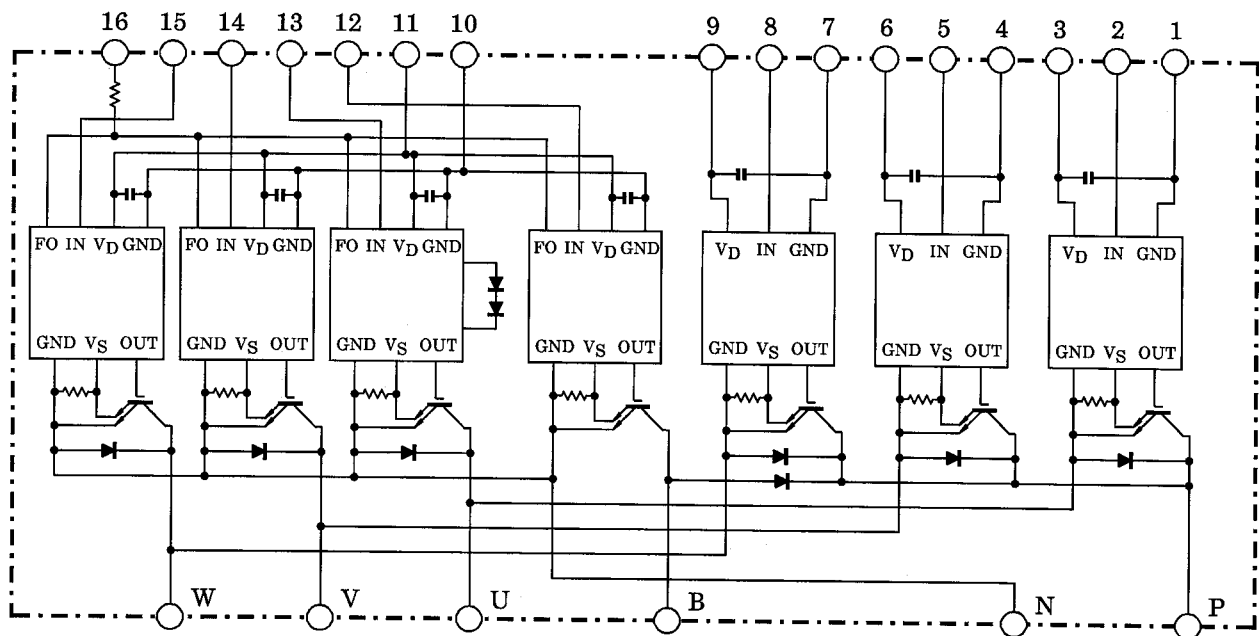 16 15 14 13 12 11 10 9 8 7 6 5 4 3 2 1
FO IN VD GND FO IN VD GND FO IN VD GND FO IN VD GND VD IN GND VD IN GND VD IN GND
GND VS OUT GND VS OUT GND VS OUT GND VS OUT GND VS OUT GND VS OUT GND VS OUT
W V U B N P